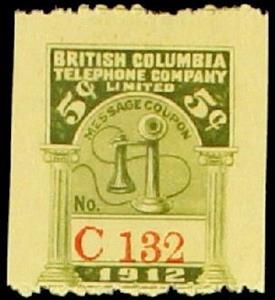 BRITISH COLUMBIA
TELEPHONE COMPANY
LIMITED
5¢ 5¢
MESSAGE COUPON
No.
C 132
1912